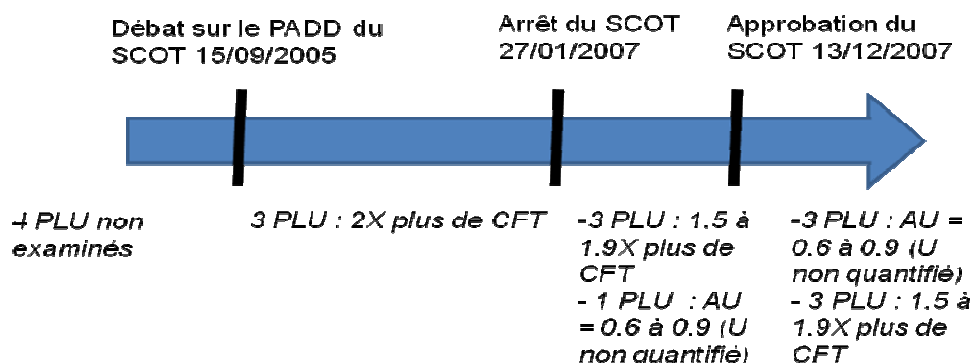 Débat sur le PADD du
SCOT 15/09/2005
Arrêt du SCOT
27/01/2007
Approbation du
SCOT 13/12/2007
4 PLU non
examinés
3 PLU : 2X plus de CFT
-3 PLU : 1.5 à
1.9X plus de
CFT
- 1 PLU : AU
= 0.6 à 0.9 (U
non quantifié)
-3 PLU : AU =
0.6 à 0.9 (U
non quantifié)
- 3 PLU : 1.5 à
1.9X plus de
CFT